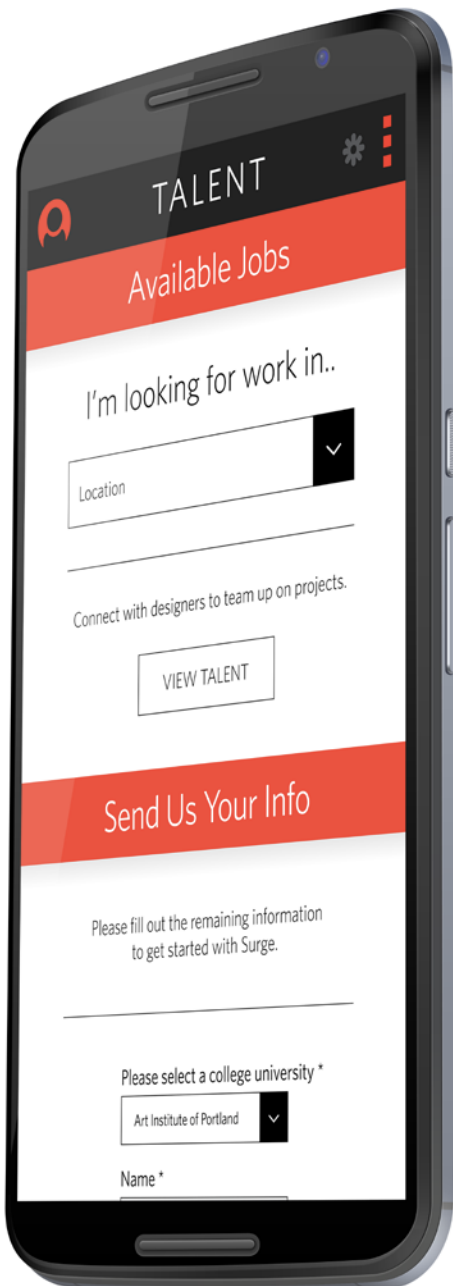 TALENT
Available Jobs
I'm looking for work in..
Location
Connect with designers to team up on projects.
VIEW TALENT
Send Us Your Info
Please fill out the remaining information
to get started with Surge.
Please select a college university *
Art Institute of Portland
Name *